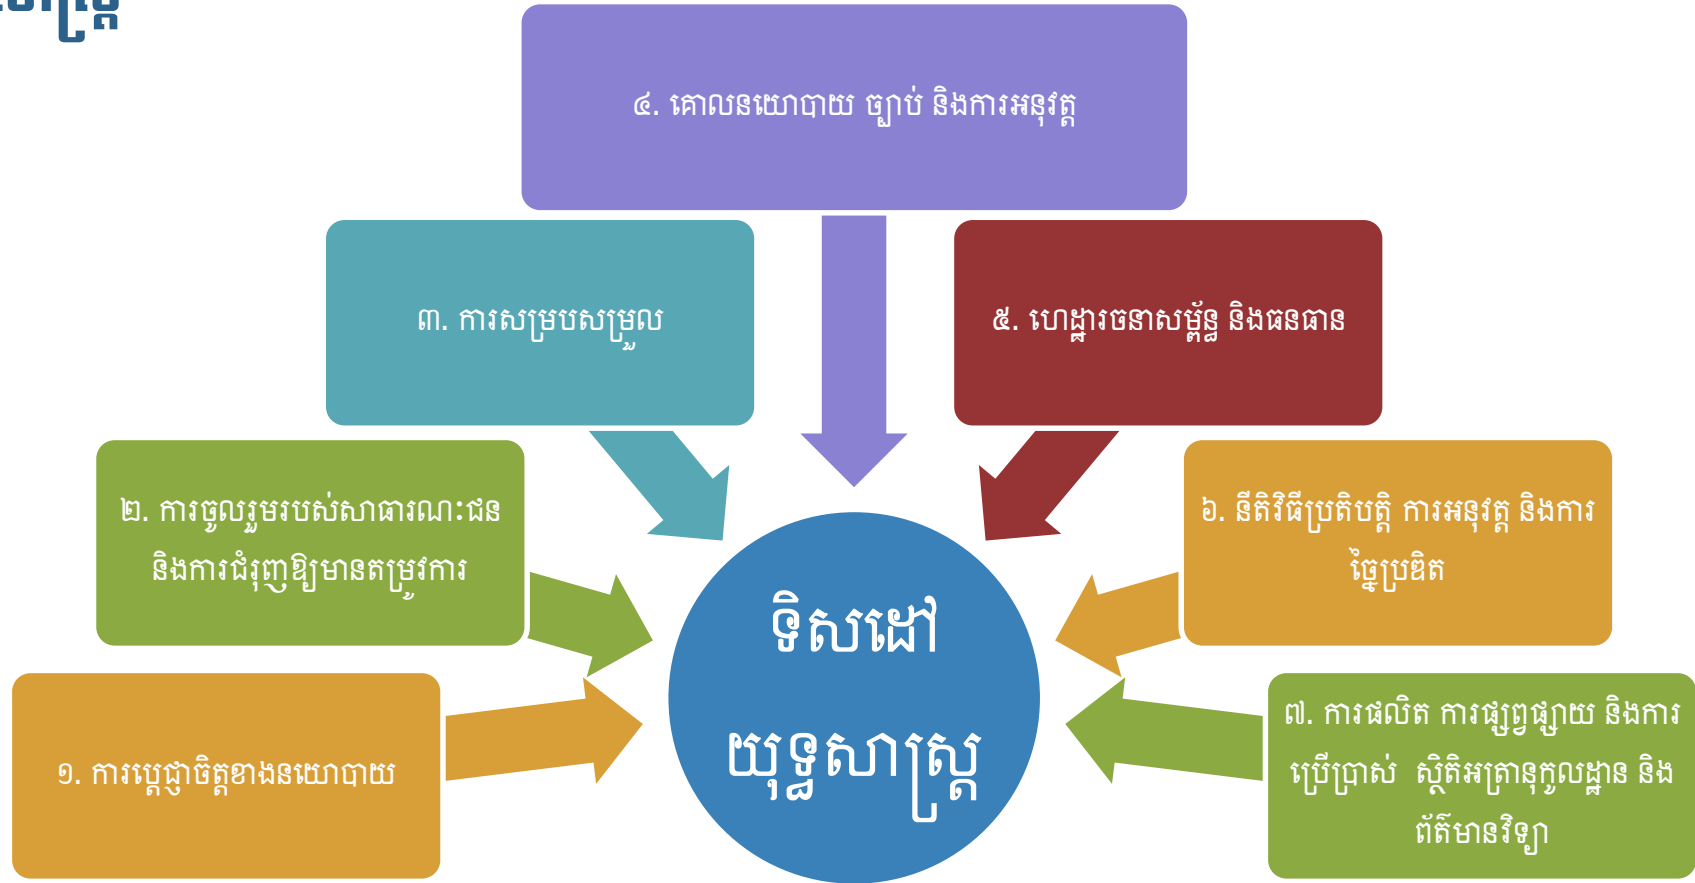 ៤. គោលនយោបាយ ច្បាប់ និងការអនុវត្ត
៣. ការសម្របសម្រួល
៥. ហេដ្ឋារចនាសម្ព័ន្ធ និងធនធាន
២. ការចូលរួមរបស់សាធារណៈជន
និងការជំរុញឱ្យមានតម្រូវការ
៦. នីតិវិធីប្រតិបត្តិ ការអនុវត្ត និងការ
ច្នៃប្រឌិត
១. ការប្តេជ្ញាចិត្តខាងនយោបាយ
៧. ការផលិត ការផ្សព្វផ្សាយ និងការ
ប្រើប្រាស់ ស្ថិតិអត្រានុកូលដ្ឋាន និង
ព័ត៌មានវិទ្យា
ទិសដៅ
យុទ្ធសាស្ត្រ